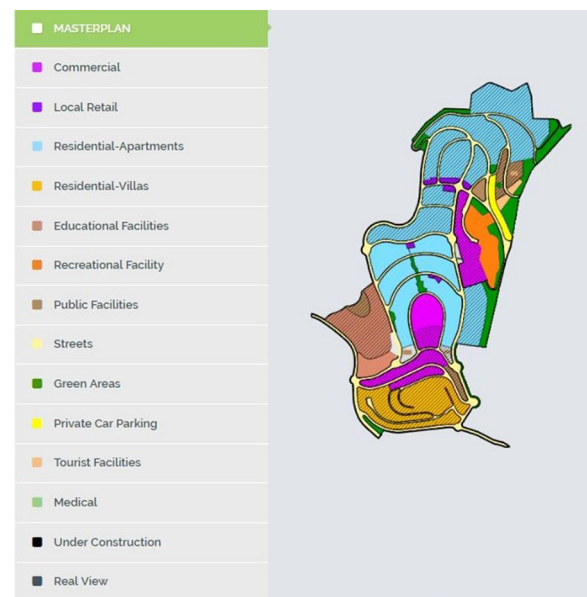 MASTERPLAN
Commercial
Local Retail
Residential-Apartments
Residential-Villas
Educational Facilities
Recreational Facility
Public Facilities
Streets
Green Areas
Private Car Parking
Tourist Facilities
Medical
Under Construction
Real View